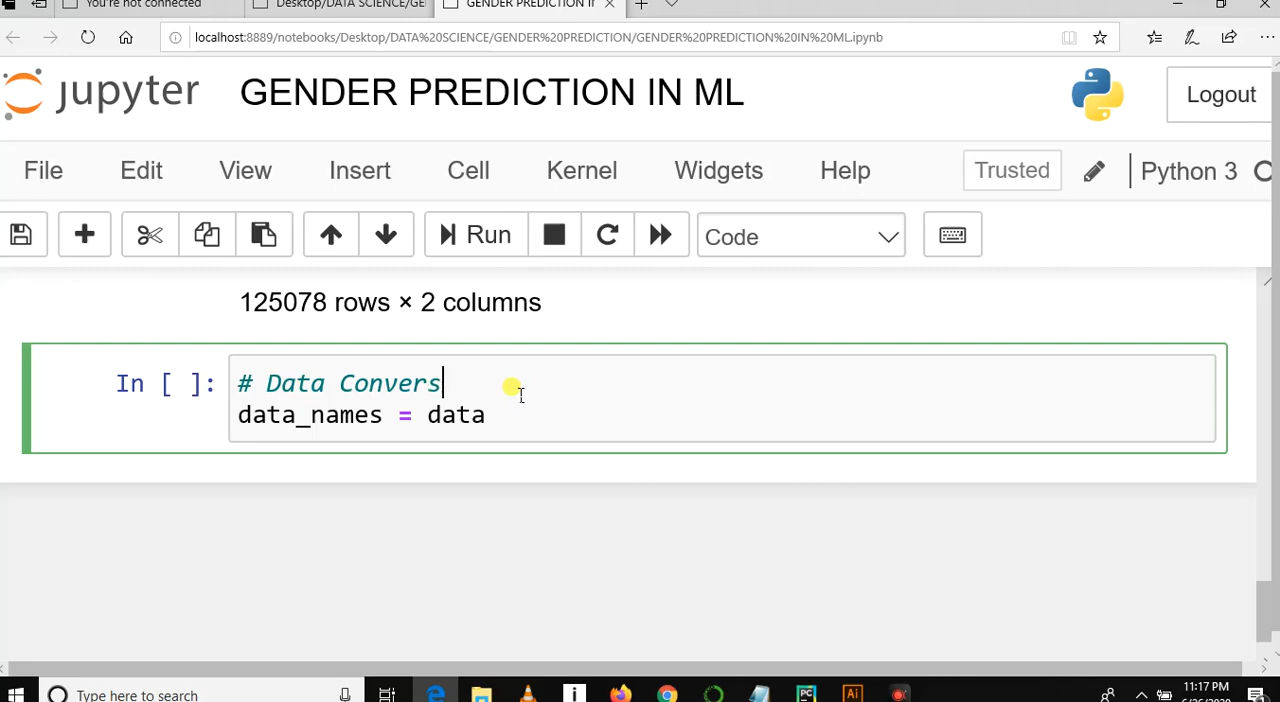 You're not connected
Desktop/DATA SCIENCE/GE
GENDER PREDICTION I
localhost:8889/notebooks/Desktop/DATA%20SCIENCE/GENDER%20PREDICTION/GENDER%20PREDICTION%20IN%20ML.ipynb
jupyter GENDER PREDICTION IN ML Logout
File Edit View Insert Cell Kernel Widgets Help Trusted Python 3
Run Code
125078 rows × 2 columns
In [ ]: # Data Convers
data_names = data
Type here to search PC Ai 11:17 PM